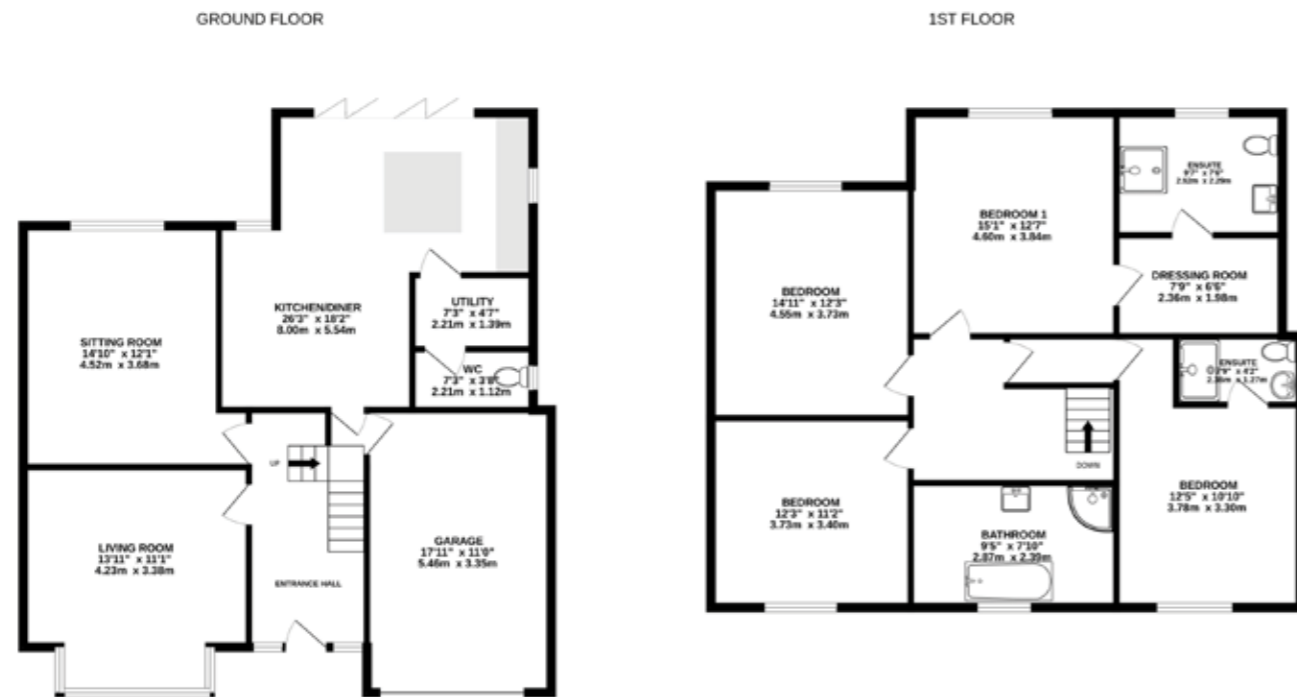 GROUND FLOOR
1ST FLOOR
KITCHEN/DINER
26'3" x 18'2"
8.00m x 5.54m
UTILITY
7'3" x 4'7"
2.21m x 1.39m
SITTING ROOM
14'10" x 12'1"
4.52m x 3.68m
WC
7'3" x 3'8"
2.21m x 1.12m
UP
LIVING ROOM
13'11" x 11'1"
4.23m x 3.38m
GARAGE
17'11" x 11'0"
5.46m x 3.35m
ENTRANCE HALL
ENSUITE
BEDROOM 1
15'1" x 12'7"
4.60m x 3.84m
DRESSING ROOM
7'9" x 6'6"
2.36m x 1.98m
BEDROOM
14'11" x 12'3"
4.55m x 3.73m
ENSUITE
DOWN
BEDROOM
12'3" x 11'2"
3.73m x 3.40m
BEDROOM
12'5" x 10'10"
3.78m x 3.30m
BATHROOM
9'5" x 7'10"
2.87m x 2.39m